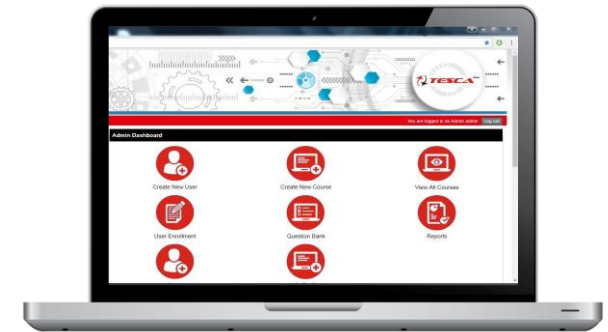 TESCA
You are logged in as Admin admin Log out
Admin Dashboard
Create New User
Create New Course
View All Courses
User Enrollment
Question Bank
Reports